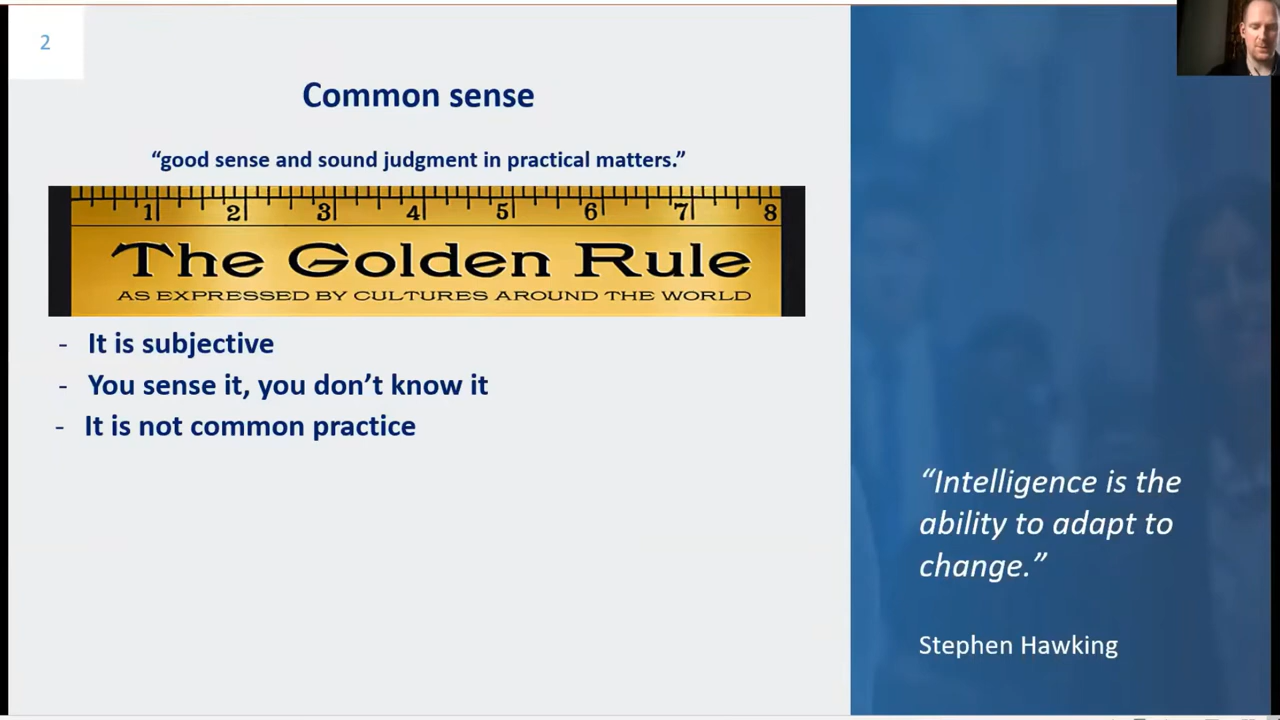 2
Common sense
“good sense and sound judgment in practical matters.”
1 2 3 4 5 6 7 8
The Golden Rule
AS EXPRESSED BY CULTURES AROUND THE WORLD
- It is subjective
- You sense it, you don’t know it
- It is not common practice
“Intelligence is the
ability to adapt to
change.”
Stephen Hawking